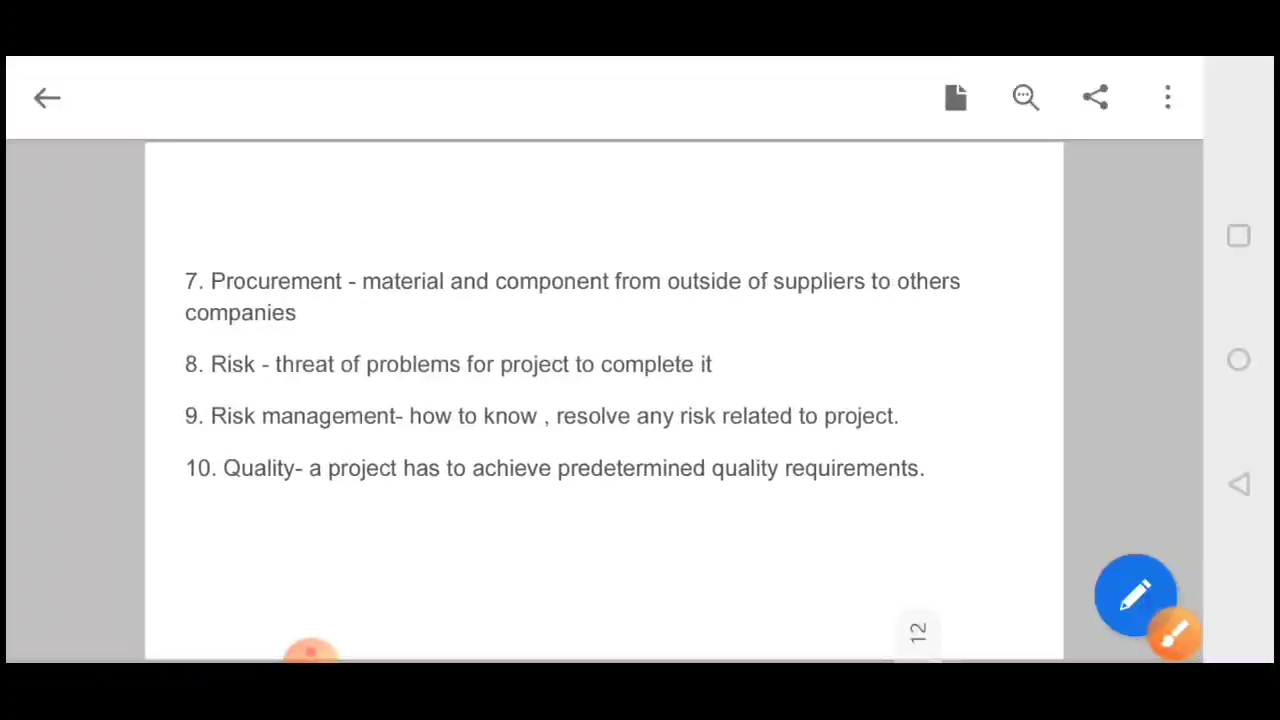 7. Procurement - material and component from outside of suppliers to others
companies
8. Risk - threat of problems for project to complete it
9. Risk management- how to know , resolve any risk related to project.
10. Quality- a project has to achieve predetermined quality requirements.
12